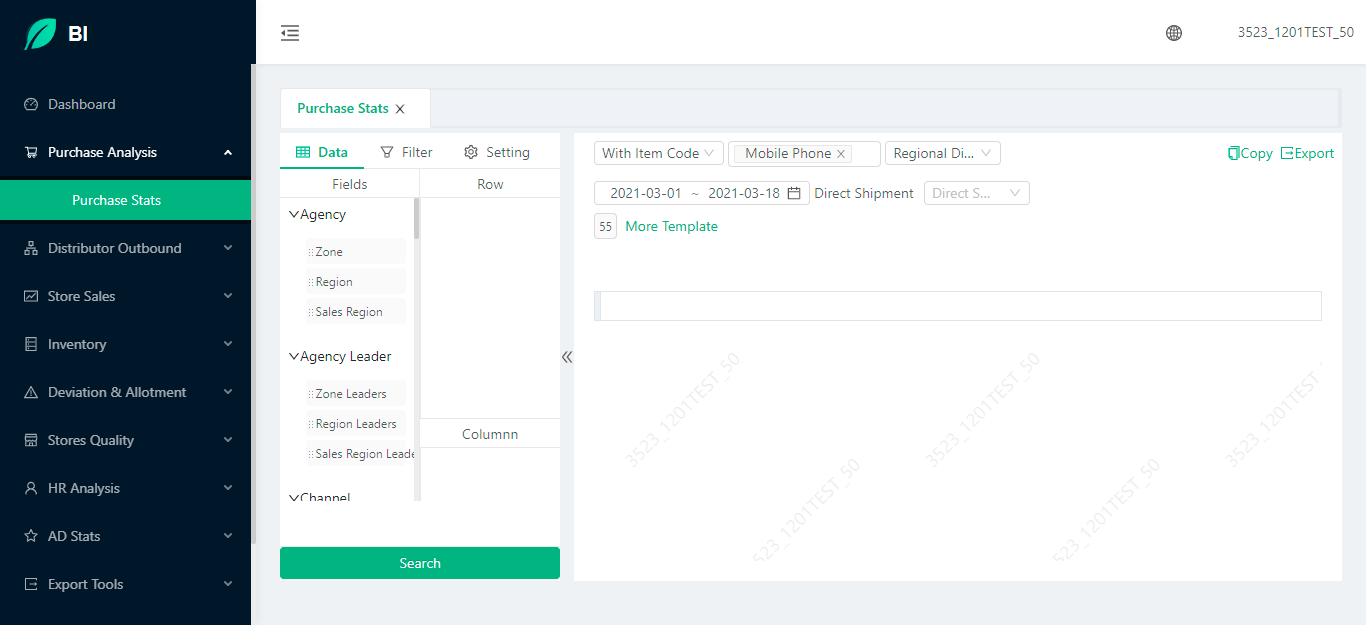 BI
3523_1201TEST_50
Dashboard
Purchase Analysis
Purchase Stats
Distributor Outbound
Store Sales
Inventory
Deviation & Allotment
Stores Quality
HR Analysis
AD Stats
Export Tools
Purchase Stats
Data Filter Setting
Fields Row
Agency
Zone
Region
Sales Region
Agency Leader
Zone Leaders
Region Leaders
Sales Region Leade
Channel
Columnn
Search
With Item Code Mobile Phone Regional Di... Copy Export
2021-03-01 ~ 2021-03-18 Direct Shipment Direct S...
55 More Template
3523_1201TEST_50
3523_1201TEST_50
3523_1201TEST_
523_1201TEST_50
523_1201TEST_50